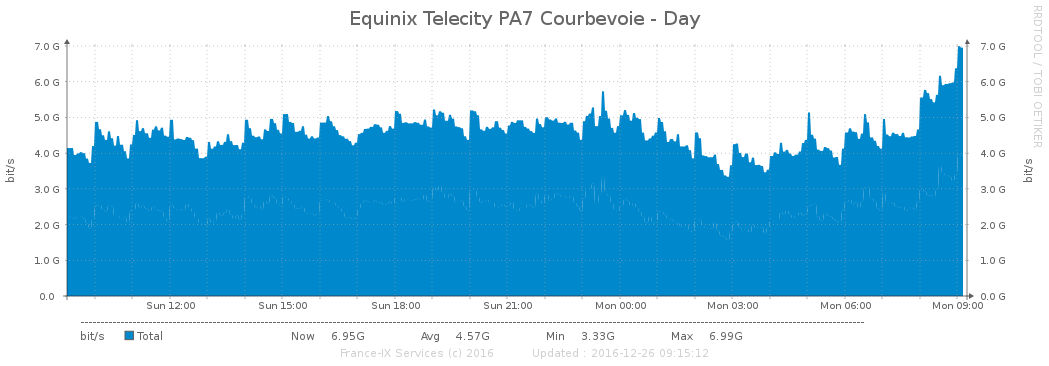 Equinix Telecity PA7 Courbevoie - Day
RRDTOOL / TOBI OETIKER
bit/s
7.0 G 7.0 G
6.0 G 6.0 G
5.0 G 5.0 G
4.0 G 4.0 G
3.0 G 3.0 G
2.0 G 2.0 G
1.0 G 1.0 G
0.0 0.0 G
bit/s
Sun 12:00 Sun 15:00 Sun 18:00 Sun 21:00 Mon 00:00 Mon 03:00 Mon 06:00 Mon 09:00
bit/s Total Now 6.95G Avg 4.57G Min 3.33G Max 6.99G
France-IX Services (c) 2016 Updated : 2016-12-26 09:15:12